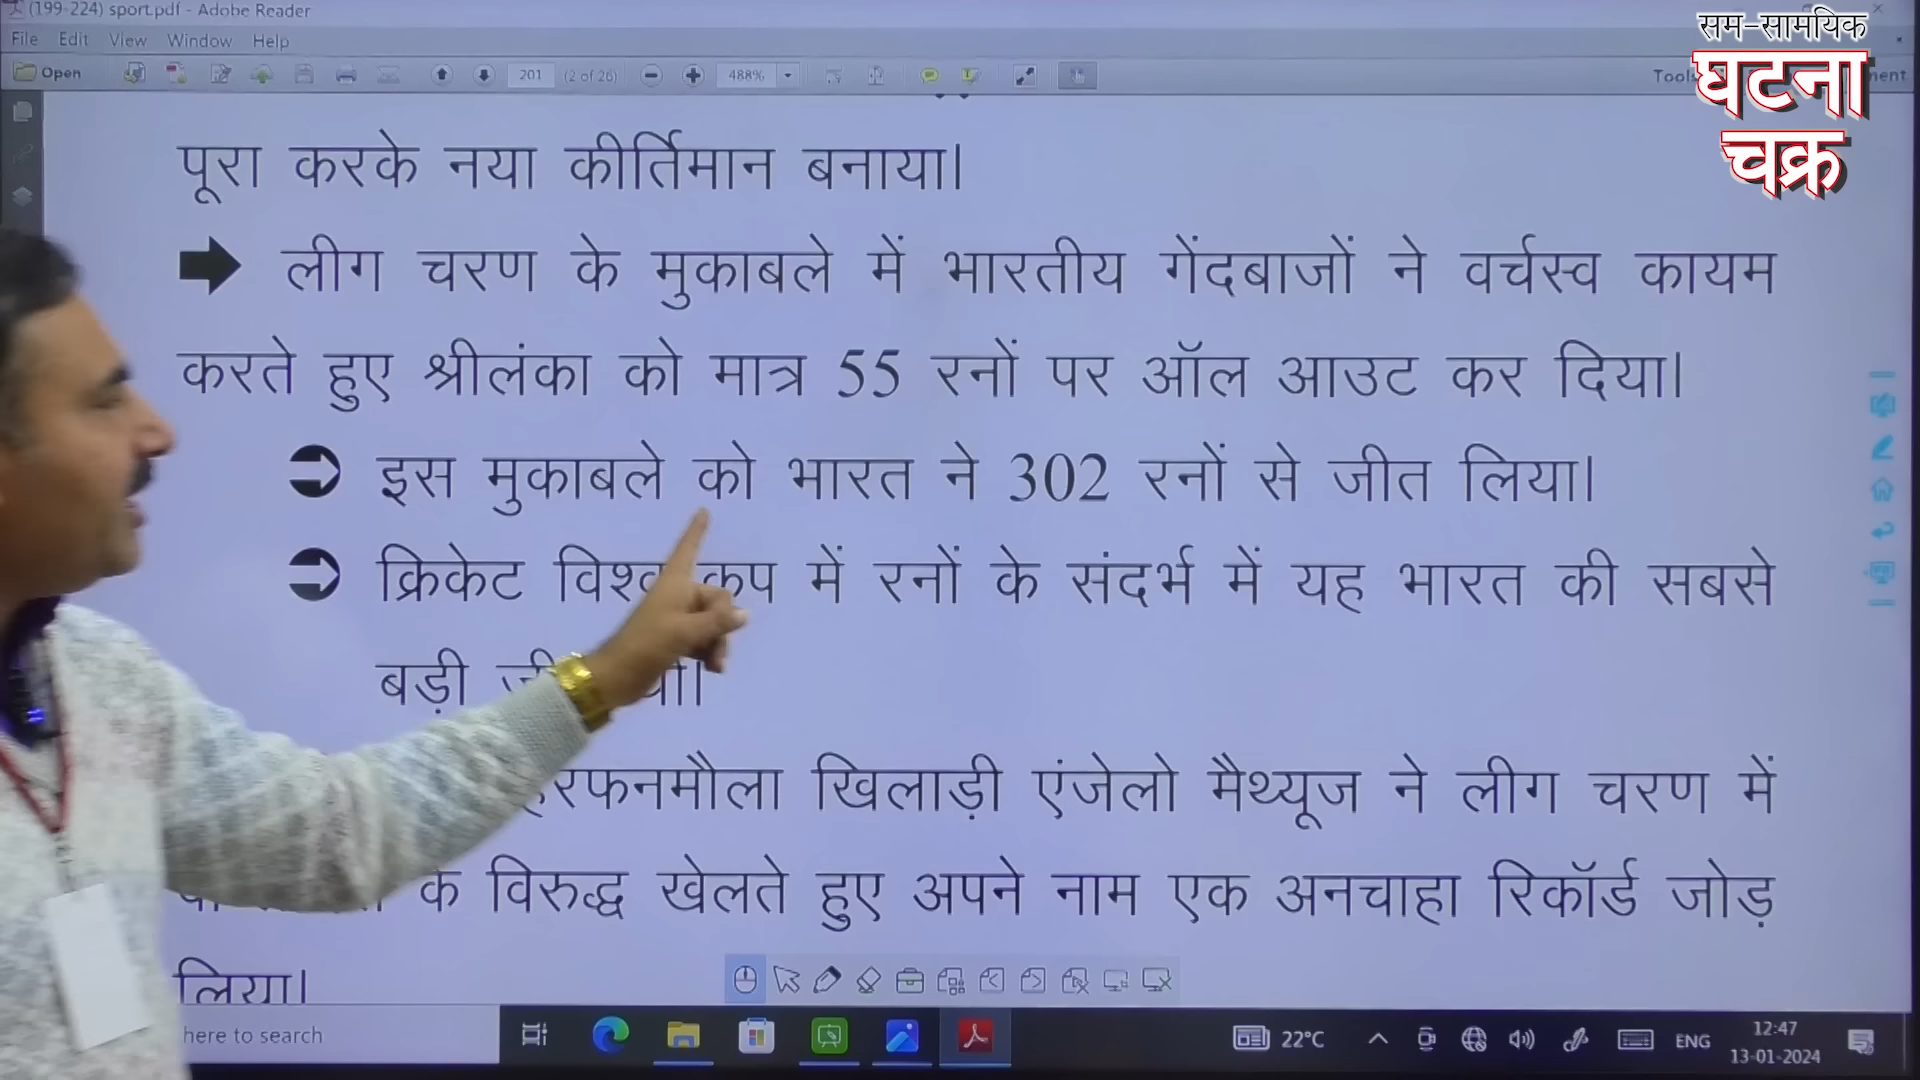 (199-224) sport.pdf - Adobe Reader
File Edit View Window Help
Open 201 (2 of 26) 488% Tools
सम-सामयिक
घटना
चक्र
पूरा करके नया कीर्तिमान बनाया।
लीग चरण के मुकाबले में भारतीय गेंदबाजों ने वर्चस्व कायम
करते हुए श्रीलंका को मात्र 55 रनों पर ऑल आउट कर दिया।
इस मुकाबले को भारत ने 302 रनों से जीत लिया।
क्रिकेट विश्व कप में रनों के संदर्भ में यह भारत की सबसे
बड़ी
खिलाड़ी एंजेलो मैथ्यूज ने लीग चरण में
के विरुद्ध खेलते हुए अपने नाम एक अनचाहा रिकॉर्ड जोड़
लिया।
here to search
22°C ENG 12:47
13-01-2024